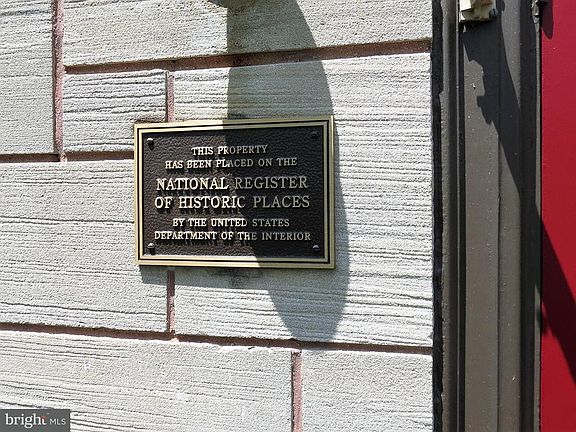 THIS PROPERTY
HAS BEEN PLACED ON THE
NATIONAL REGISTER
OF HISTORIC PLACES
BY THE UNITED STATES
DEPARTMENT OF THE INTERIOR
bright
MLS